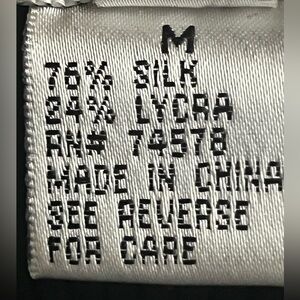 M
76% SILK
24% LYCRA
RN# 74578
MADE IN CHINA
SEE REVERSE
FOR CARE